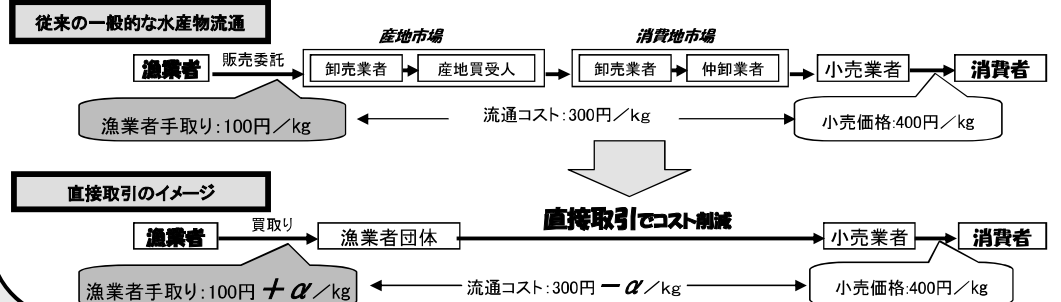 従来の一般的な水産物流通
産地市場
消費地市場
漁業者
販売委託
卸売業者
産地買受人
卸売業者
仲卸業者
小売業者
消費者
漁業者手取り:100円/kg
流通コスト:300円/kg
小売価格:400円/kg
直接取引のイメージ
直接取引でコスト削減
漁業者
買取り
漁業者団体
小売業者
消費者
漁業者手取り:100円+α/kg
流通コスト:300円-α/kg
小売価格:400円/kg